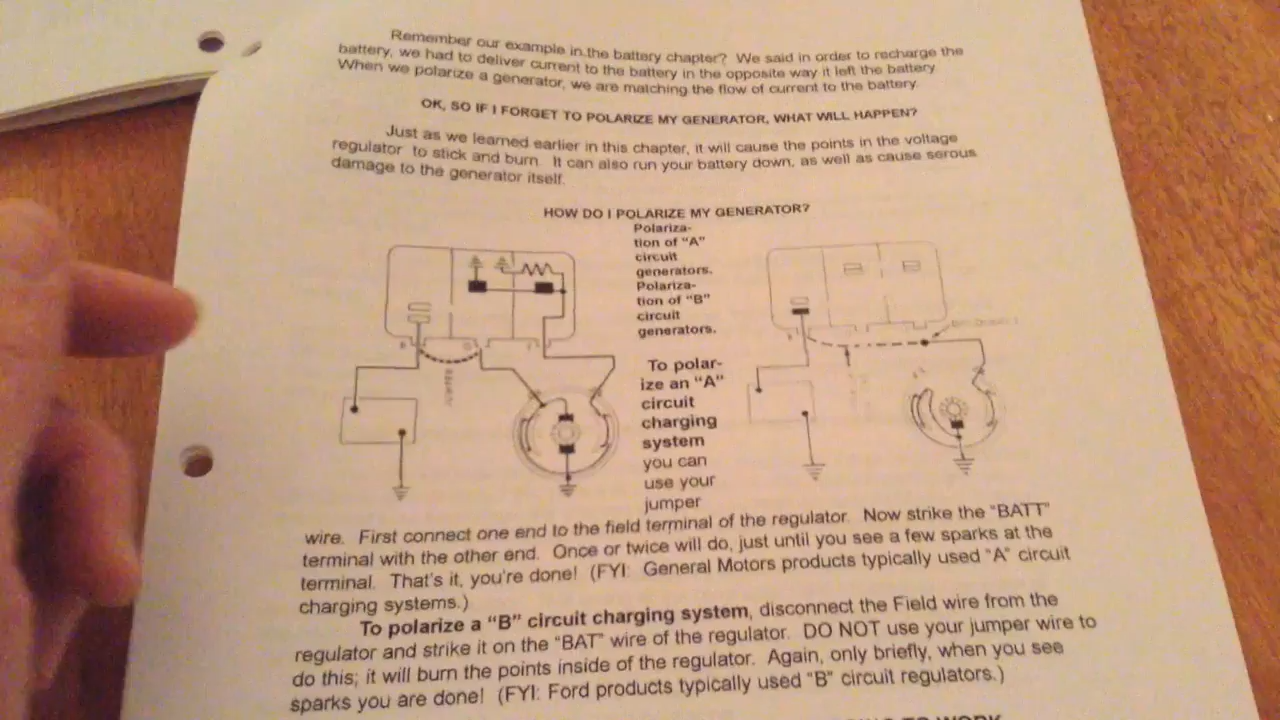 Remember our example in the battery chapter? We said in order to recharge the
battery, we had to deliver current to the battery in the opposite way it left the battery.
When we polarize a generator, we are matching the flow of current to the battery.
OK, SO IF I FORGET TO POLARIZE MY GENERATOR, WHAT WILL HAPPEN?
Just as we learned earlier in this chapter, it will cause the points in the voltage
regulator to stick and burn. It can also run your battery down, as well as cause serous
damage to the generator itself.
HOW DO I POLARIZE MY GENERATOR?
Polariza-
tion of "A"
circuit
generators.
Polariza-
tion of "B"
circuit
generators.
To polar-
ize an "A"
circuit
charging
system
you can
use your
jumper
wire. First connect one end to the field terminal of the regulator. Now strike the "BATT"
terminal with the other end. Once or twice will do, just until you see a few sparks at the
terminal. That's it, you're done! (FYI: General Motors products typically used "A" circuit
charging systems.)
To polarize a "B" circuit charging system, disconnect the Field wire from the
regulator and strike it on the "BAT" wire of the regulator. DO NOT use your jumper wire to
do this; it will burn the points inside of the regulator. Again, only briefly, when you see
sparks you are done! (FYI: Ford products typically used "B" circuit regulators.)
TO WORK